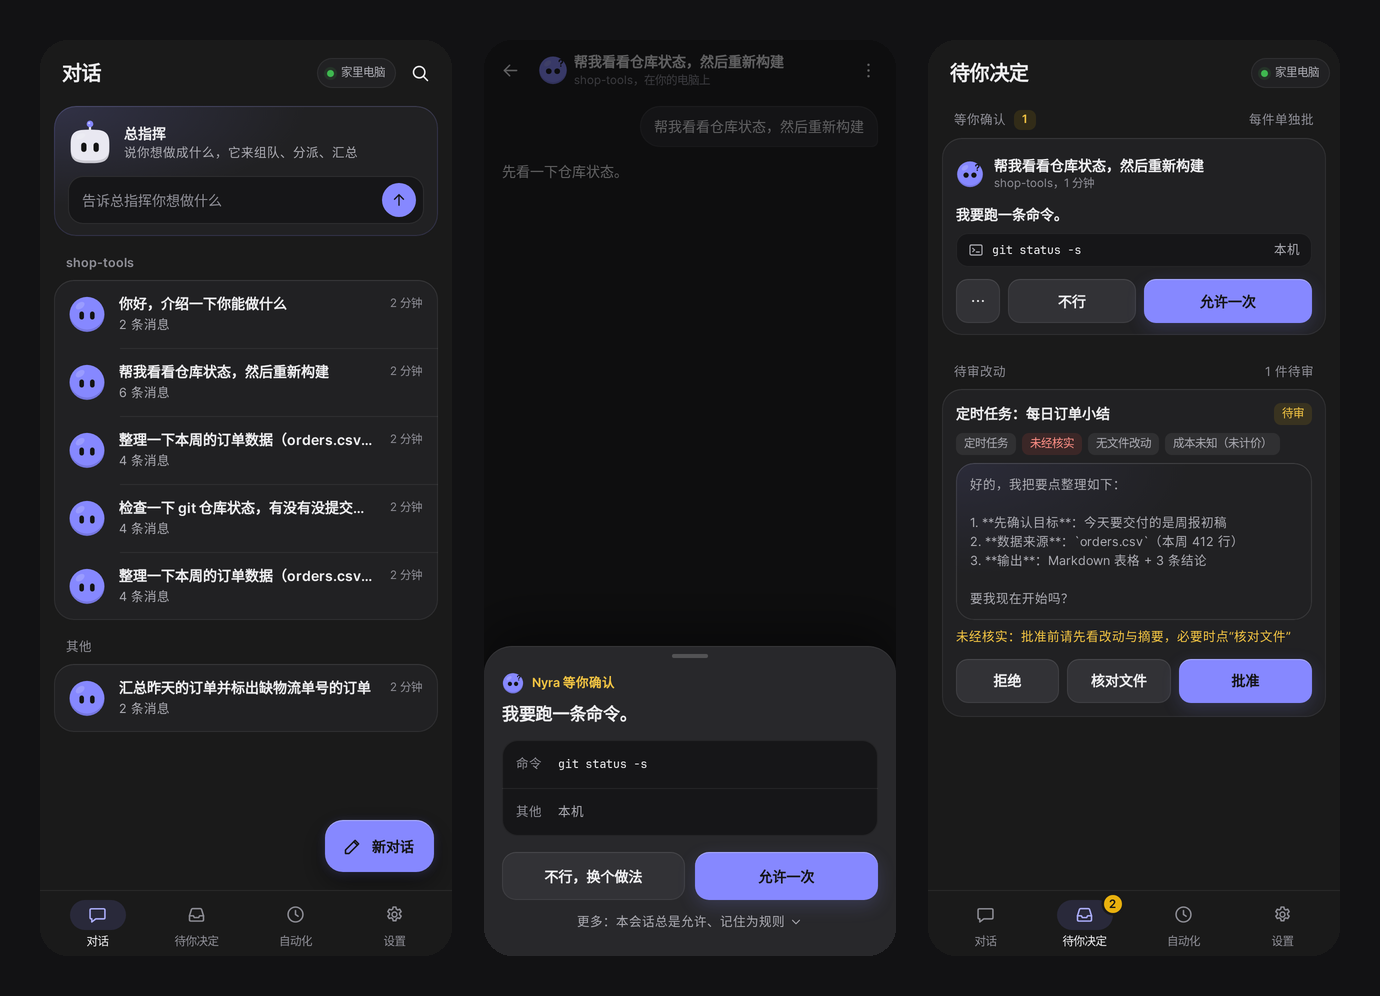 对话
家里电脑
总指挥
说你想做成什么，它来组队、分派、汇总
告诉总指挥你想做什么
shop-tools
你好，介绍一下你能做什么
2 分钟
2 条消息
帮我看看仓库状态，然后重新构建
2 分钟
6 条消息
整理一下本周的订单数据（orders.csv...
2 分钟
4 条消息
检查一下 git 仓库状态，有没有没提交...
2 分钟
4 条消息
整理一下本周的订单数据（orders.csv...
2 分钟
4 条消息
其他
汇总昨天的订单并标出缺物流单号的订单
2 分钟
2 条消息
新对话
对话
待你决定
自动化
设置
帮我看看仓库状态，然后重新构建
shop-tools，在你的电脑上
帮我看看仓库状态，然后重新构建
先看一下仓库状态。
Nyra 等你确认
我要跑一条命令。
命令 git status -s
其他 本机
不行，换个做法
允许一次
更多：本会话总是允许、记住为规则
待你决定
家里电脑
等你确认 1
每件单独批
帮我看看仓库状态，然后重新构建
shop-tools，1 分钟
我要跑一条命令。
git status -s
本机
...
不行
允许一次
待审改动
1 件待审
定时任务：每日订单小结
待审
定时任务
未经核实
无文件改动
成本未知（未计价）
好的，我把要点整理如下：
1. **先确认目标**：今天要交付的是周报初稿
2. **数据来源**：`orders.csv`（本周 412 行）
3. **输出**：Markdown 表格 + 3 条结论
要我现在开始吗？
未经核实：批准前请先看改动与摘要，必要时点“核对文件”
拒绝
核对文件
批准
2
对话
待你决定
自动化
设置